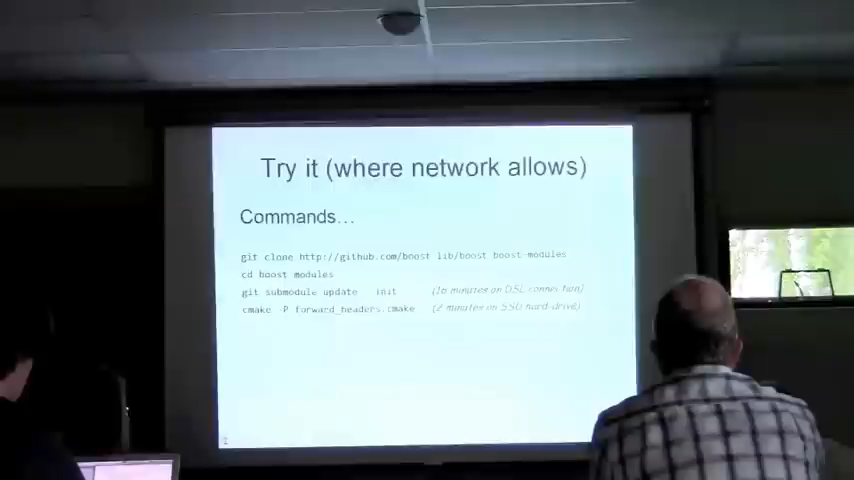 Try it (where network allows)
Commands…
git clone http://github.com/boost lib/boost boost-modules
cd boost modules
git submodule update   init   (10 minutes on DSL connection)
cmake -P forward_headers.cmake   (2 minutes on SSD hard-drive)